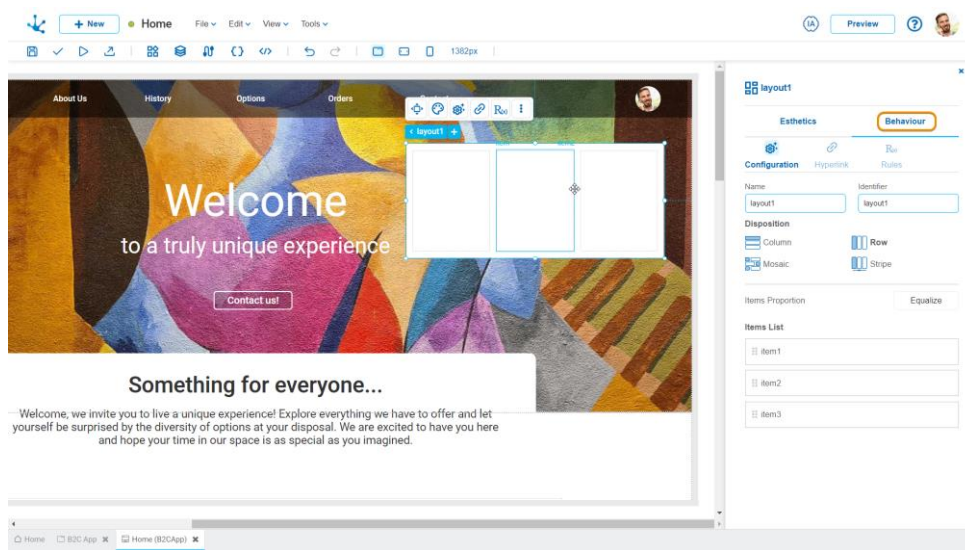 + New
Home
File Edit View Tools
IA
Preview
?
1382px
About Us History Options Orders
< layout1 +
Welcome
to a truly unique experience
Contact us!
Something for everyone...
Welcome, we invite you to live a unique experience! Explore everything we have to offer and let
yourself be surprised by the diversity of options at your disposal. We are excited to have you here
and hope your time in our space is as special as you imagined.
layout1
Esthetics Behaviour
Configuration Hyperlink Rules
Name Identifier
layout1 layout1
Disposition
Column Row
Mosaic Stripe
Items Proportion Equalize
Items List
item1
item2
item3
Home B2C App Home (B2CApp)